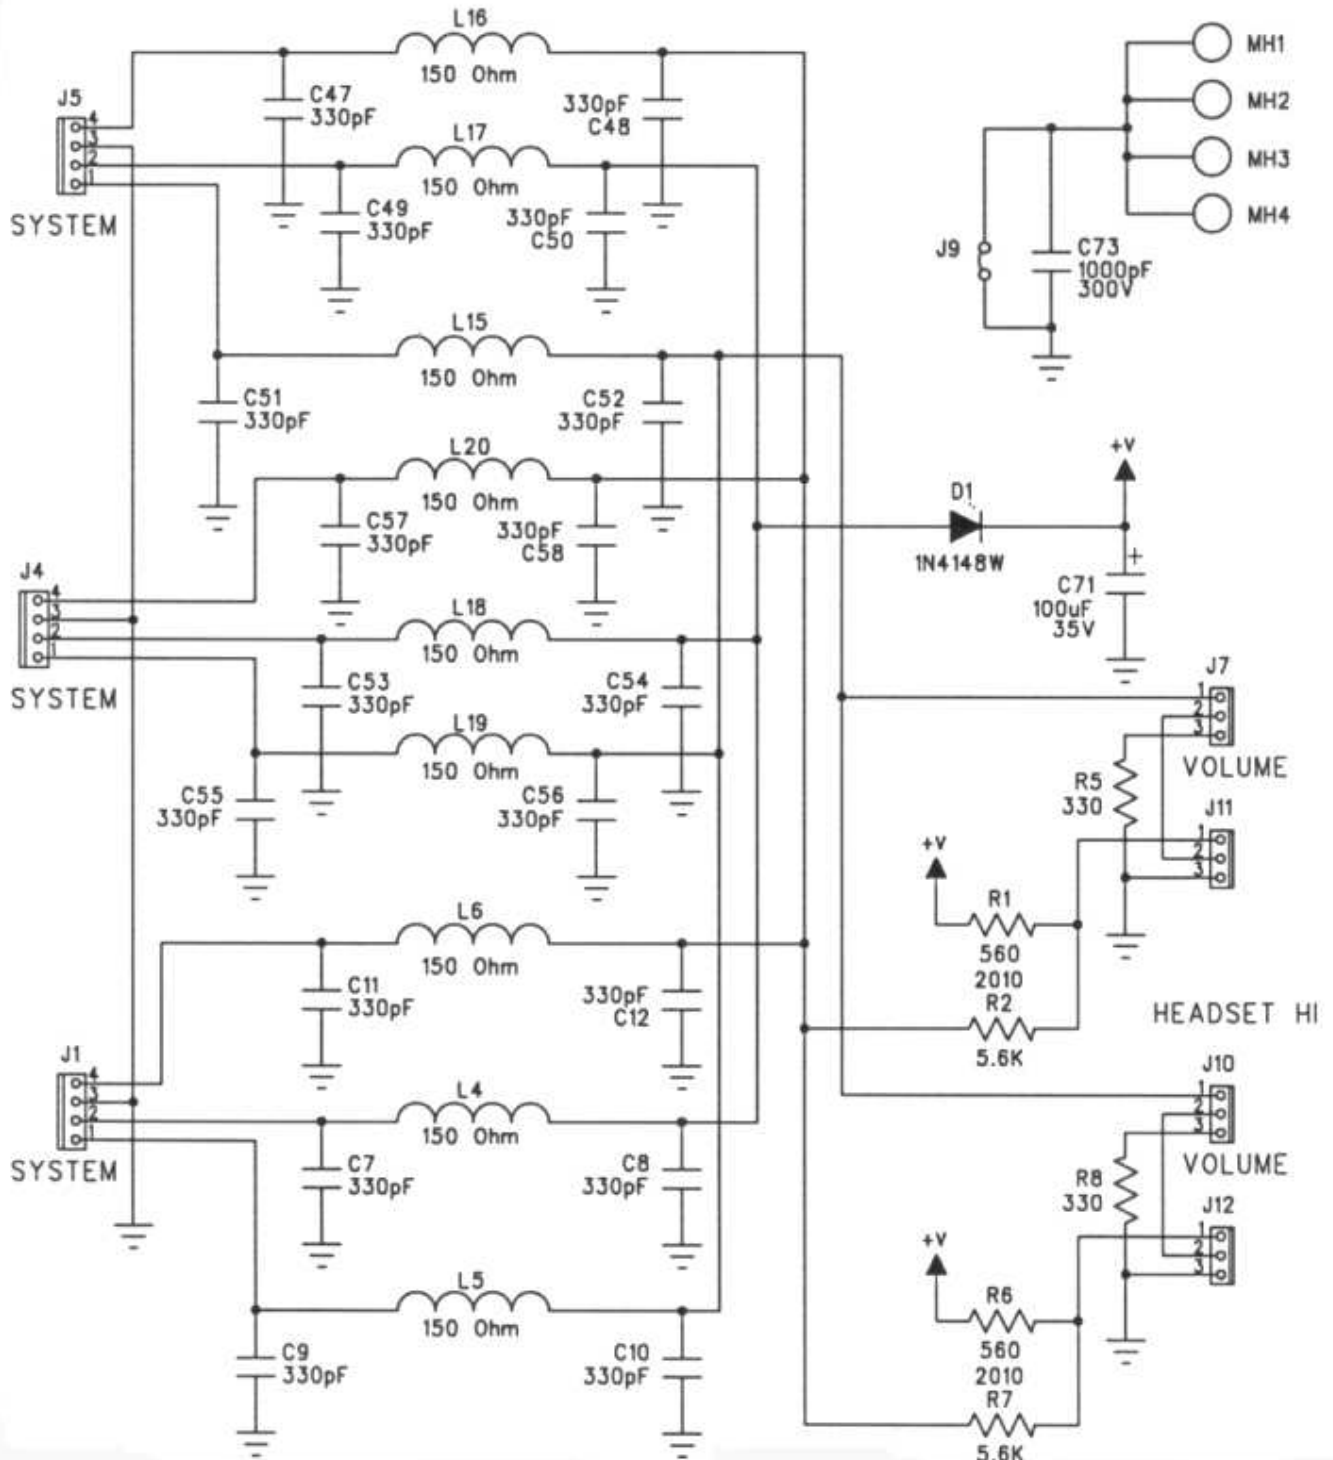 L16
150 Ohm
C47
330pF
330pF
C48
J5
4
3
2
1
SYSTEM
L17
150 Ohm
C49
330pF
330pF
C50
MH1
MH2
MH3
MH4
J9
C73
1000pF
300V
L15
150 Ohm
C51
330pF
C52
330pF
L20
150 Ohm
C57
330pF
330pF
C58
+V
D1
1N4148W
+
C71
100uF
35V
J4
4
3
2
1
SYSTEM
L18
150 Ohm
C53
330pF
C54
330pF
L19
150 Ohm
C55
330pF
C56
330pF
J7
1
2
3
VOLUME
R5
330
J11
1
2
3
+V
R1
560
2010
R2
5.6K
L6
150 Ohm
C11
330pF
330pF
C12
HEADSET HI
J1
4
3
2
1
SYSTEM
L4
150 Ohm
C7
330pF
C8
330pF
J10
1
2
3
VOLUME
R8
330
J12
1
2
3
+V
R6
560
2010
R7
5.6K
L5
150 Ohm
C9
330pF
C10
330pF